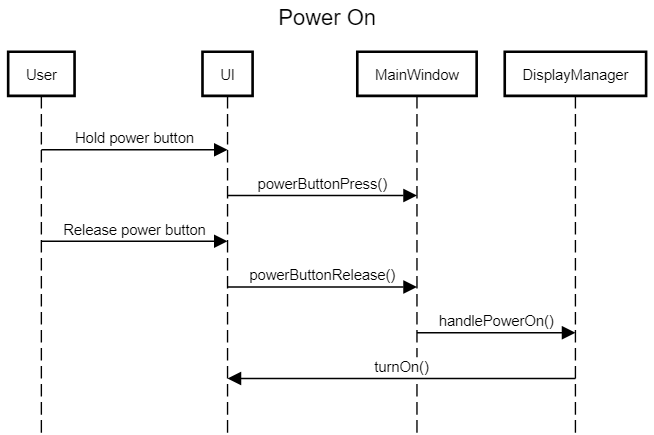 Power On
User
UI
MainWindow
DisplayManager
Hold power button
powerButtonPress()
Release power button
powerButtonRelease()
handlePowerOn()
turnOn()